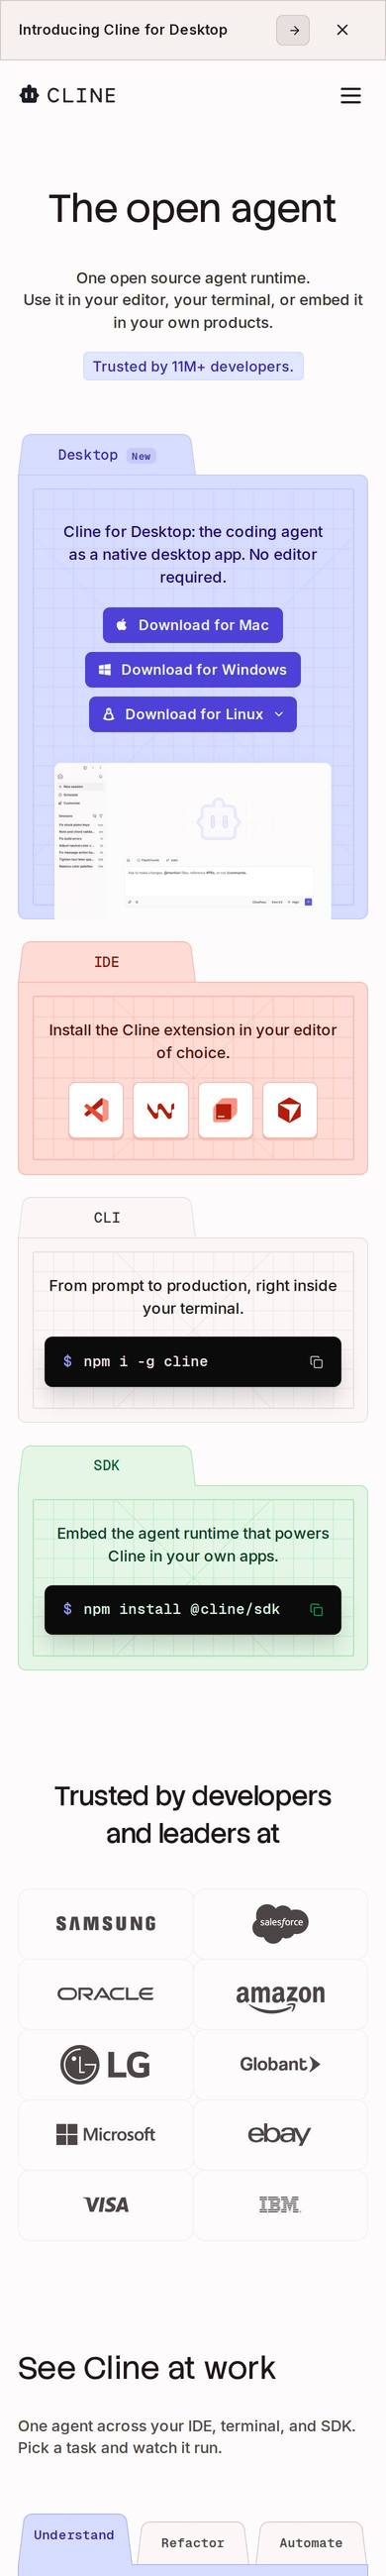 Introducing Cline for Desktop
CLINE
The open agent
One open source agent runtime.
Use it in your editor, your terminal, or embed it
in your own products.
Trusted by 11M+ developers.
Desktop New
Cline for Desktop: the coding agent
as a native desktop app. No editor
required.
Download for Mac
Download for Windows
Download for Linux
New session
Schedule
Customize
Sessions
IDE
Install the Cline extension in your editor
of choice.
CLI
From prompt to production, right inside
your terminal.
$ npm i -g cline
SDK
Embed the agent runtime that powers
Cline in your own apps.
$ npm install @cline/sdk
Trusted by developers
and leaders at
SAMSUNG
salesforce
ORACLE
amazon
LG
Globant
Microsoft
ebay
VISA
IBM
See Cline at work
One agent across your IDE, terminal, and SDK.
Pick a task and watch it run.
Understand
Refactor
Automate